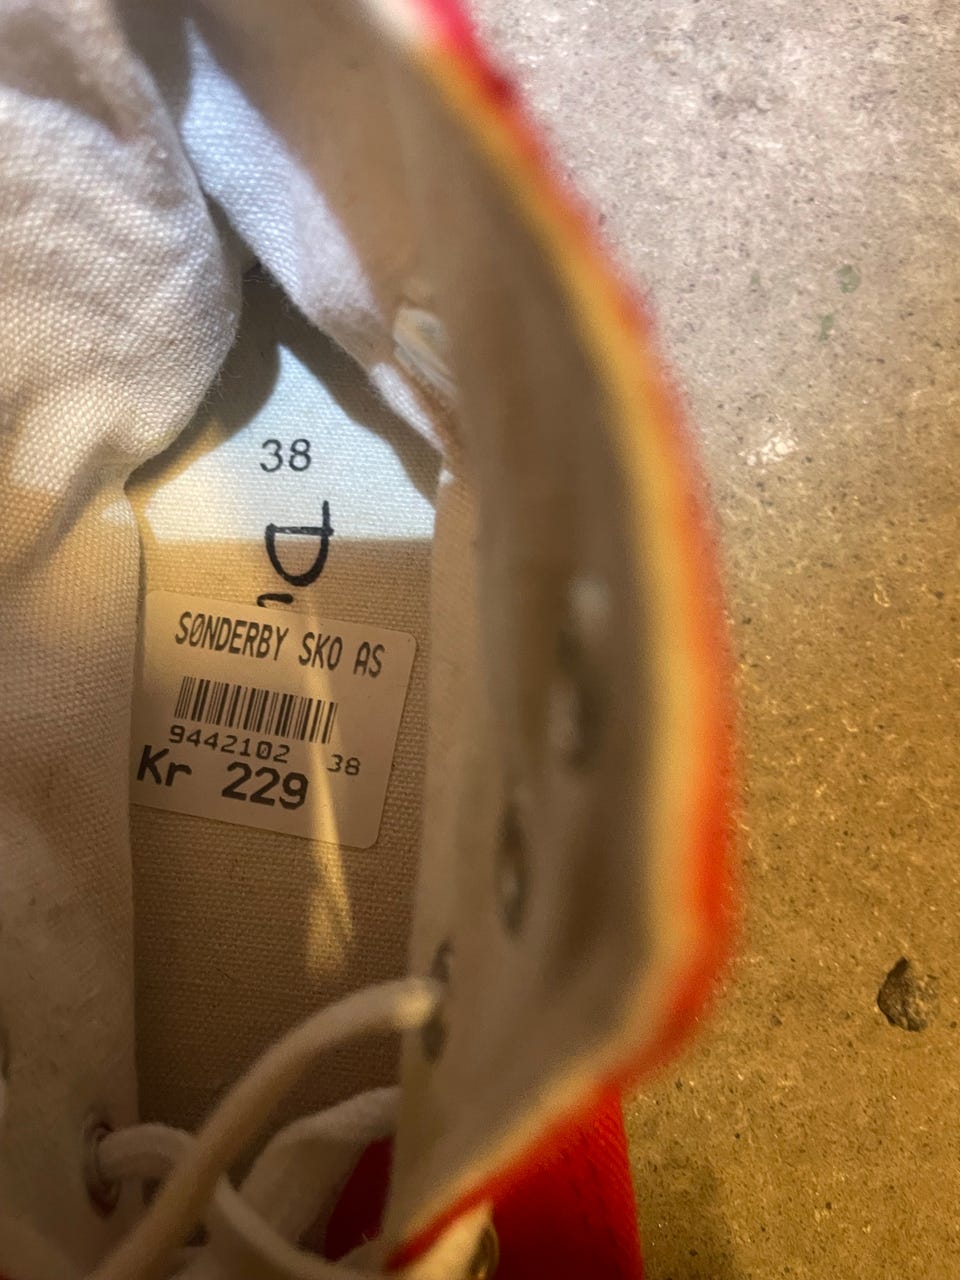 38
D
SØNDERBY SKO AS
9442102 38
Kr 229